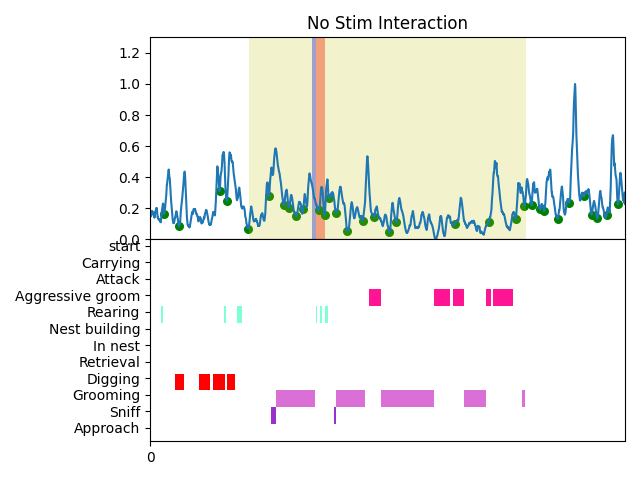 No Stim Interaction
1.2
1.0
0.8
0.6
0.4
0.2
0.0
start
Carrying
Attack
Aggressive groom
Rearing
Nest building
In nest
Retrieval
Digging
Grooming
Sniff
Approach
0